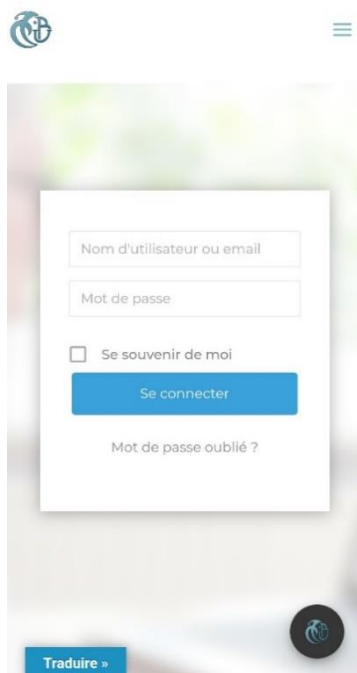 Nom d'utilisateur ou email
Mot de passe
Se souvenir de moi
Se connecter
Mot de passe oublié ?
Traduire »